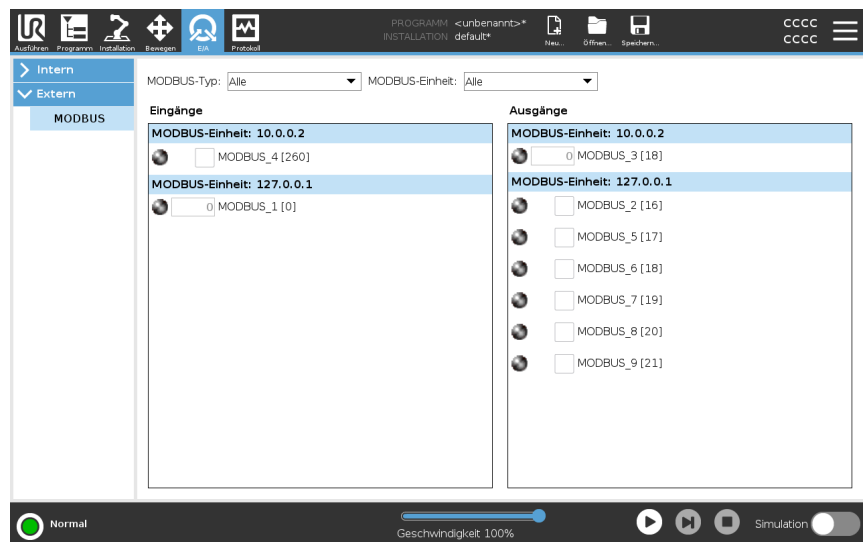 PROGRAMM <unbenannt>*
INSTALLATION default*
CCCC
CCCC
Ausführen Programm Installation Bewegen E/A Protokoll Neu... Öffnen... Speichern...
Intern
Extern
MODBUS
MODBUS-Typ: Alle MODBUS-Einheit: Alle
Eingänge
MODBUS-Einheit: 10.0.0.2
MODBUS_4 [260]
MODBUS-Einheit: 127.0.0.1
0 MODBUS_1 [0]
Ausgänge
MODBUS-Einheit: 10.0.0.2
0 MODBUS_3 [18]
MODBUS-Einheit: 127.0.0.1
MODBUS_2 [16]
MODBUS_5 [17]
MODBUS_6 [18]
MODBUS_7 [19]
MODBUS_8 [20]
MODBUS_9 [21]
Normal
Geschwindigkeit 100%
Simulation